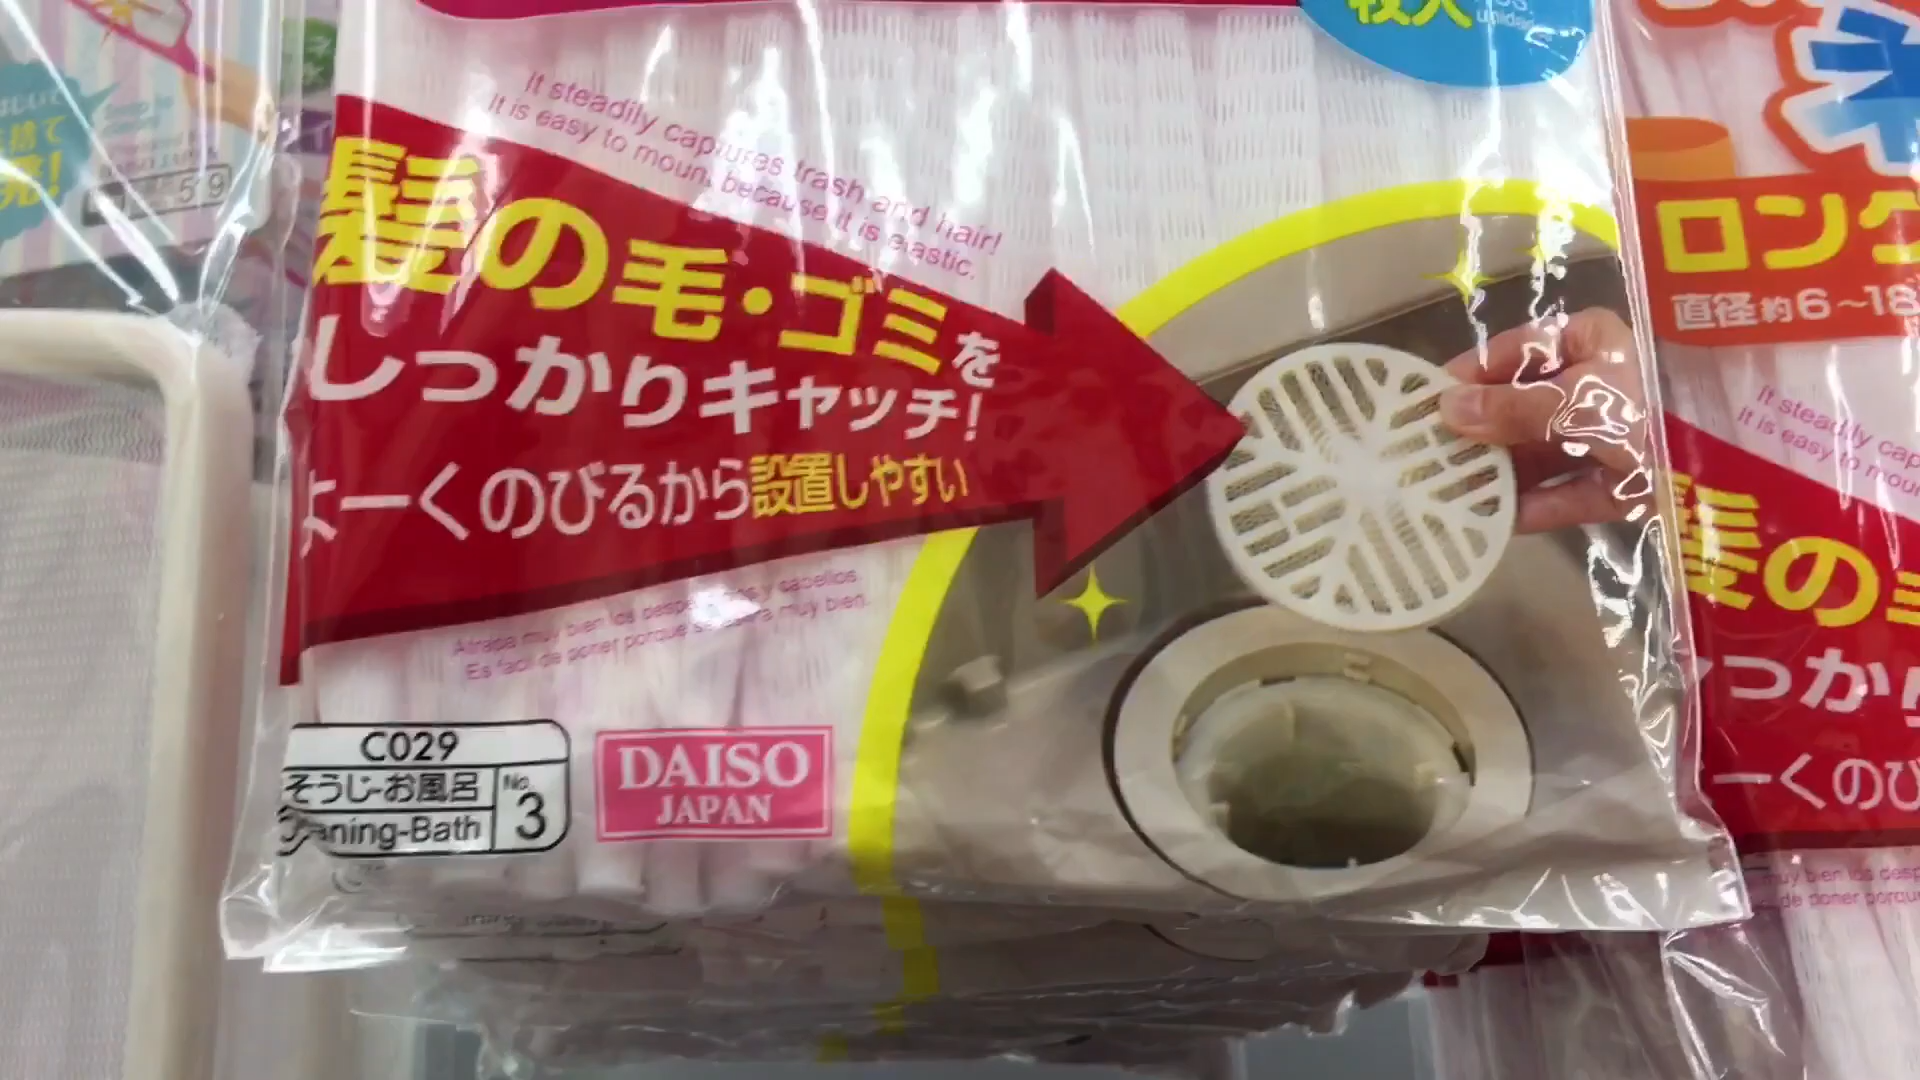 枚入
It steadily captures trash and hair!
It is easy to mount because it is elastic.
髪の毛・ゴミを
しっかりキャッチ!
よーくのびるから設置しやすい
C029
そうじ-お風呂
No.
3
DAISO
JAPAN
ロング
直径約6～18
It steadily cap
It is easy to moun
髪の
っかり
ーくのび